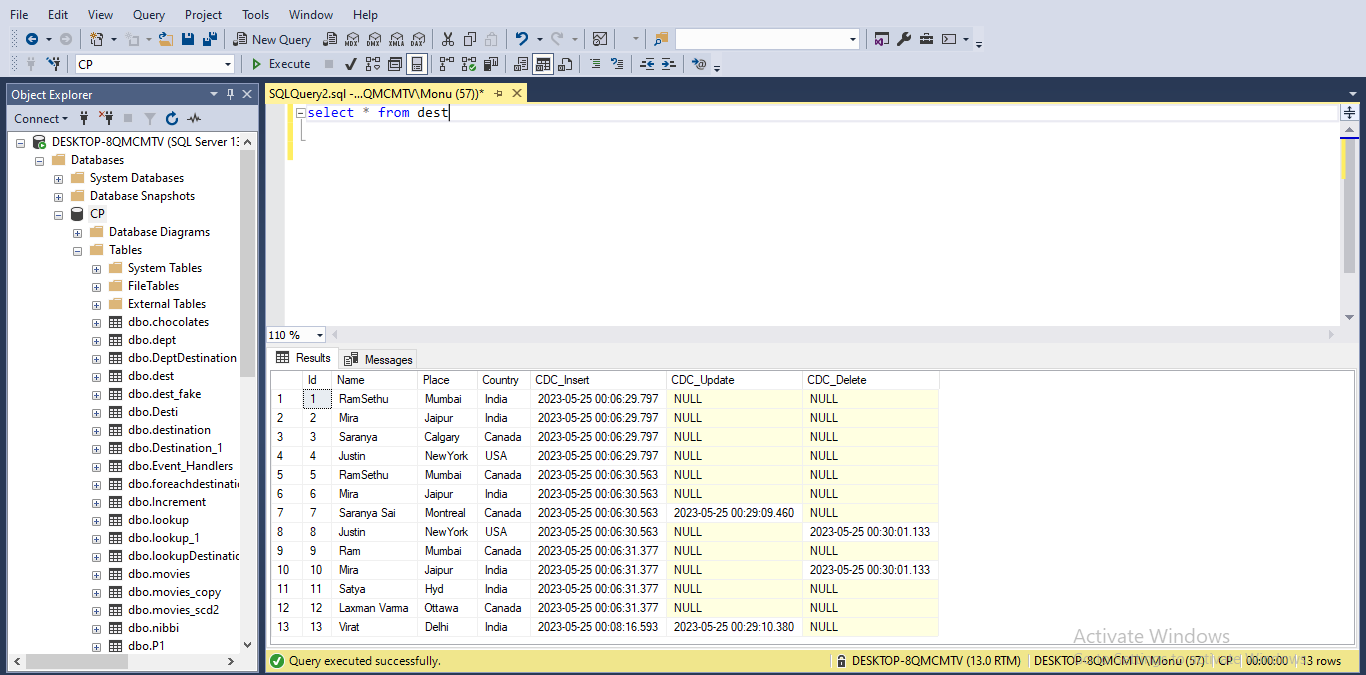 File Edit View Query Project Tools Window Help
New Query MDX DMX XMLA DAX
CP Execute
Object Explorer
SQLQuery2.sql -...QMCMTV\Monu (57))*
Connect
select * from dest
DESKTOP-8QMCMTV (SQL Server 13
Databases
System Databases
Database Snapshots
CP
Database Diagrams
Tables
System Tables
FileTables
External Tables
dbo.chocolates
dbo.dept
dbo.DeptDestination
dbo.dest
dbo.dest_fake
dbo.Desti
dbo.destination
dbo.Destination_1
dbo.Event_Handlers
dbo.foreachdestinati
dbo.Increment
dbo.lookup
dbo.lookup_1
dbo.lookupDestinatic
dbo.movies
dbo.movies_copy
dbo.movies_scd2
dbo.nibbi
dbo.P1
110 %
Results Messages
Id Name Place Country CDC_Insert CDC_Update CDC_Delete
1 1 RamSethu Mumbai India 2023-05-25 00:06:29.797 NULL NULL
2 2 Mira Jaipur India 2023-05-25 00:06:29.797 NULL NULL
3 3 Saranya Calgary Canada 2023-05-25 00:06:29.797 NULL NULL
4 4 Justin NewYork USA 2023-05-25 00:06:29.797 NULL NULL
5 5 RamSethu Mumbai Canada 2023-05-25 00:06:30.563 NULL NULL
6 6 Mira Jaipur India 2023-05-25 00:06:30.563 NULL NULL
7 7 Saranya Sai Montreal Canada 2023-05-25 00:06:30.563 2023-05-25 00:29:09.460 NULL
8 8 Justin NewYork USA 2023-05-25 00:06:30.563 NULL 2023-05-25 00:30:01.133
9 9 Ram Mumbai Canada 2023-05-25 00:06:31.377 NULL NULL
10 10 Mira Jaipur India 2023-05-25 00:06:31.377 NULL 2023-05-25 00:30:01.133
11 11 Satya Hyd India 2023-05-25 00:06:31.377 NULL NULL
12 12 Laxman Varma Ottawa Canada 2023-05-25 00:06:31.377 NULL NULL
13 13 Virat Delhi India 2023-05-25 00:08:16.593 2023-05-25 00:29:10.380 NULL
Activate Windows
Query executed successfully. DESKTOP-8QMCMTV (13.0 RTM) DESKTOP-8QMCMTV\Monu (57) CP 00:00:00 13 rows